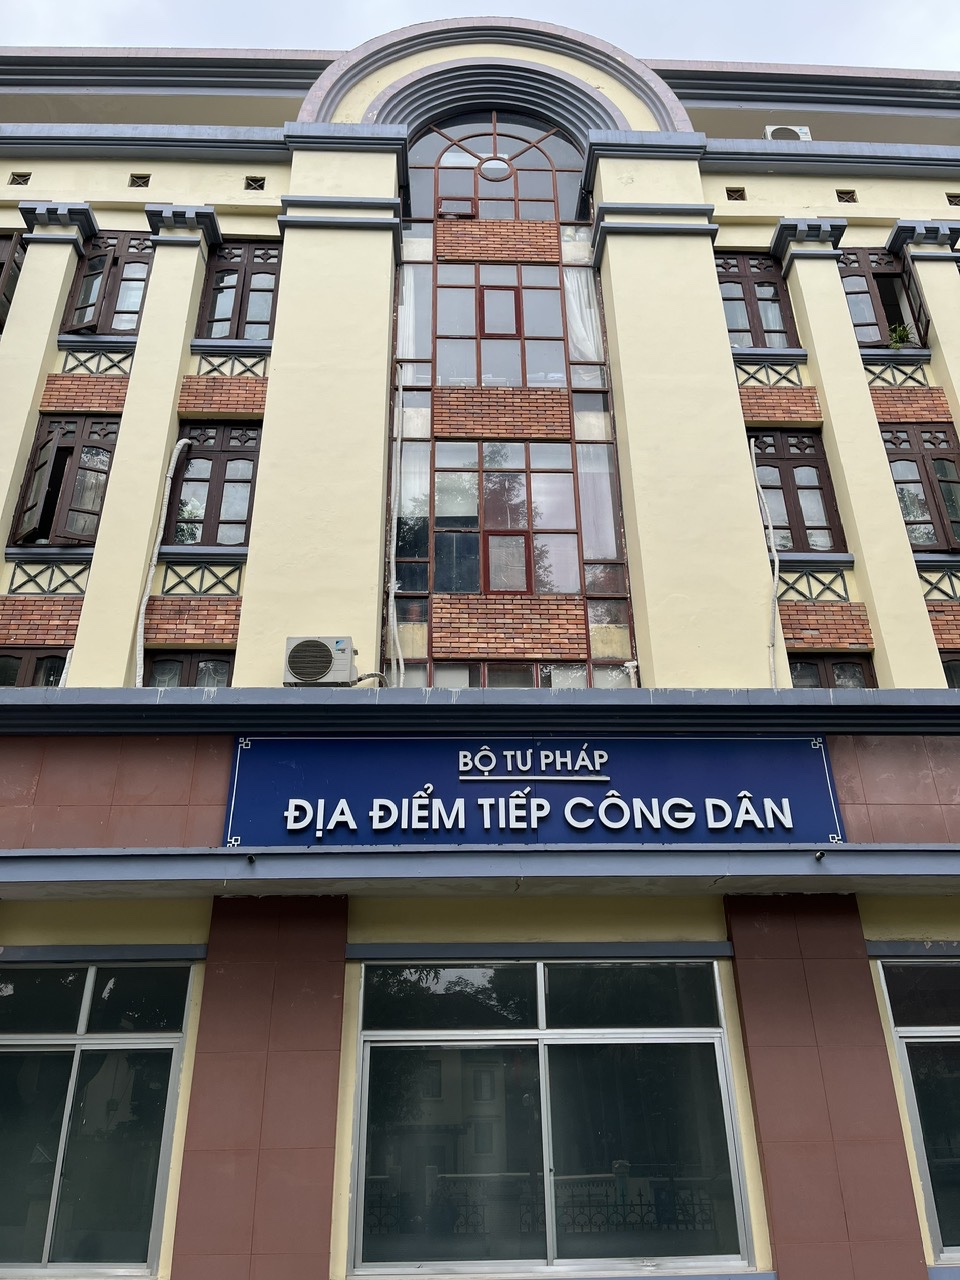 BỘ TƯ PHÁP
ĐỊA ĐIỂM TIẾP CÔNG DÂN